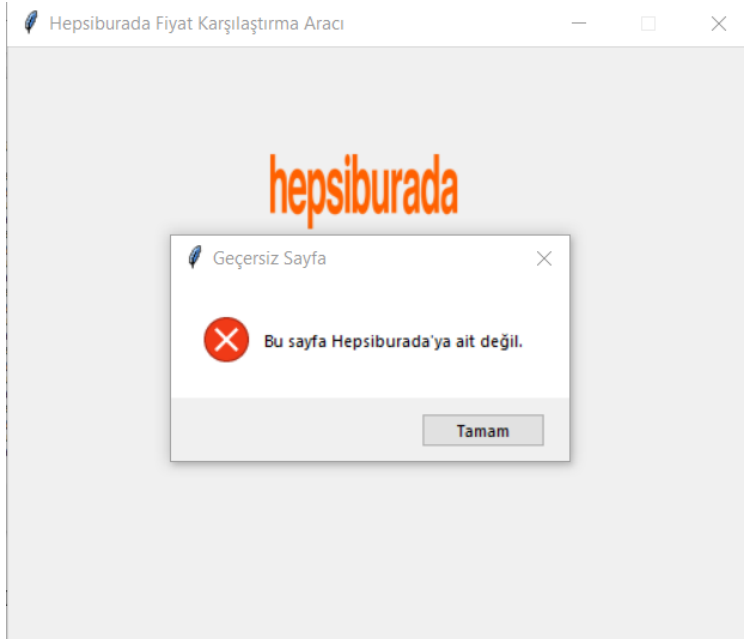 Hepsiburada Fiyat Karşılaştırma Aracı
hepsiburada
Geçersiz Sayfa
Bu sayfa Hepsiburada'ya ait değil.
Tamam